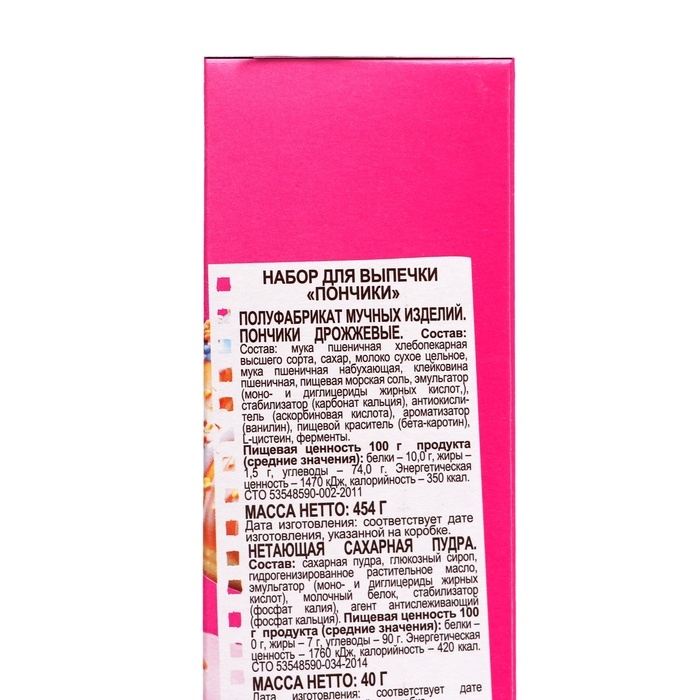 НАБОР ДЛЯ ВЫПЕЧКИ
«ПОНЧИКИ»
ПОЛУФАБРИКАТ МУЧНЫХ ИЗДЕЛИЙ.
ПОНЧИКИ ДРОЖЖЕВЫЕ. Состав:
Состав: мука пшеничная хлебопекарная
высшего сорта, сахар, молоко сухое цельное,
мука пшеничная набухающая, клейковина
пшеничная, пищевая морская соль, эмульгатор
(моно- и диглицериды жирных кислот,)
стабилизатор (карбонат кальция), антиокисли-
тель (аскорбиновая кислота), ароматизатор
(ванилин), пищевой краситель (бета-каротин),
L-цистеин, ферменты.
Пищевая ценность 100 г продукта
(средние значения): белки – 10,0 г, жиры –
1,5 г, углеводы – 74,0 г. Энергетическая
ценность – 1470 кДж, калорийность – 350 ккал.
СТО 53548590-002-2011
МАССА НЕТТО: 454 Г
Дата изготовления: соответствует дате
изготовления, указанной на коробке.
НЕТАЮЩАЯ САХАРНАЯ ПУДРА.
Состав: сахарная пудра, глюкозный сироп,
гидрогенизированное растительное масло,
эмульгатор (моно- и диглицериды жирных
кислот), молочный белок, стабилизатор
(фосфат калия), агент антислеживающий
(фосфат кальция). Пищевая ценность 100
г продукта (средние значения): белки –
0 г, жиры – 7 г, углеводы – 90 г. Энергетическая
ценность – 1760 кДж, калорийность – 420 ккал.
СТО 53548590-034-2014
МАССА НЕТТО: 40 Г
Дата изготовления: соответствует дате